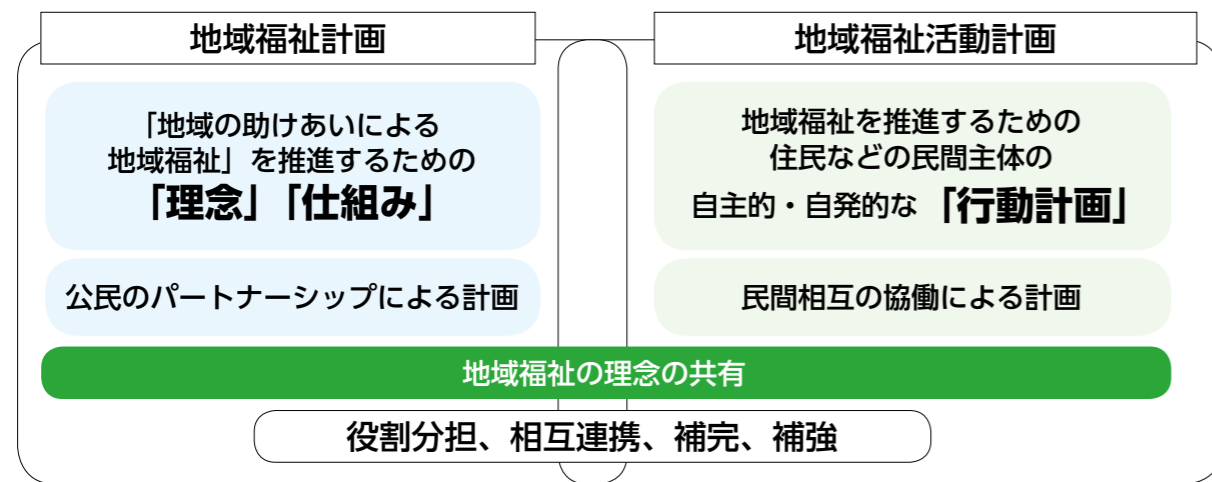 地域福祉計画
「地域の助けあいによる
地域福祉」を推進するための
「理念」「仕組み」
公民のパートナーシップによる計画
地域福祉活動計画
地域福祉を推進するための
住民などの民間主体の
自主的・自発的な「行動計画」
民間相互の協働による計画
地域福祉の理念の共有
役割分担、相互連携、補完、補強